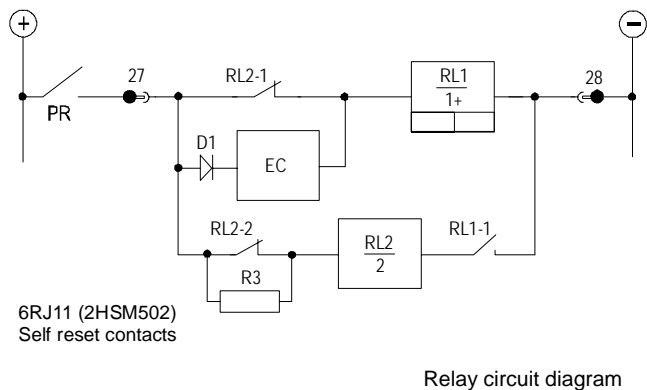 +
−
27
RL2-1
RL1
1+
28
PR
D1
EC
RL2-2
RL2
2
RL1-1
R3
6RJ11 (2HSM502)
Self reset contacts
Relay circuit diagram